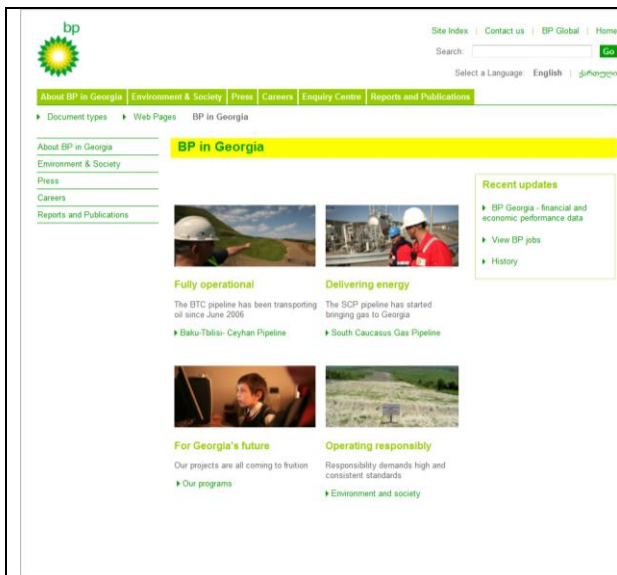 bp
Site Index | Contact us | BP Global | Home
Search: Go
Select a Language: English | ქართული
About BP in Georgia Environment & Society Press Careers Enquiry Centre Reports and Publications
Document types Web Pages BP in Georgia
About BP in Georgia
Environment & Society
Press
Careers
Reports and Publications
BP in Georgia
Fully operational
The BTC pipeline has been transporting
oil since June 2006
Baku-Tbilisi- Ceyhan Pipeline
Delivering energy
The SCP pipeline has started
bringing gas to Georgia
South Caucasus Gas Pipeline
For Georgia's future
Our projects are all coming to fruition
Our programs
Operating responsibly
Responsibility demands high and
consistent standards
Environment and society
Recent updates
BP Georgia - financial and
economic performance data
View BP jobs
History